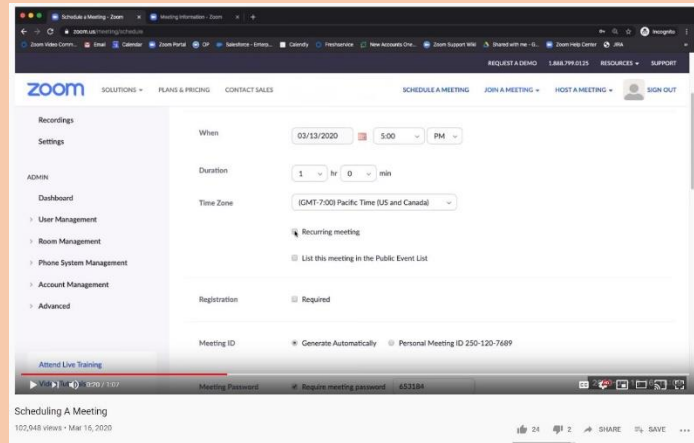 Schedule a Meeting - Zoom
Meeting Information - Zoom
zoom.us/meeting/schedule
Incognito
Zoom Video Comm...
Email
Calendar
Zoom Portal
OP
Salesforce - Enterp...
Calendly
Freshservice
New Accounts One...
Zoom Support Wiki
Shared with me - G...
Zoom Help Center
JIRA
REQUEST A DEMO 1.888.799.0125 RESOURCES SUPPORT
zoom SOLUTIONS PLANS & PRICING CONTACT SALES SCHEDULE A MEETING JOIN A MEETING HOST A MEETING SIGN OUT
Recordings
Settings
ADMIN
Dashboard
User Management
Room Management
Phone System Management
Account Management
Advanced
Attend Live Training
When 03/13/2020 5:00 PM
Duration 1 hr 0 min
Time Zone (GMT-7:00) Pacific Time (US and Canada)
Recurring meeting
List this meeting in the Public Event List
Registration Required
Meeting ID Generate Automatically Personal Meeting ID 250-120-7689
Meeting Password Require meeting password 653184
0:20 / 1:07
Scheduling A Meeting
102,948 views • Mar 16, 2020
24 2 SHARE SAVE